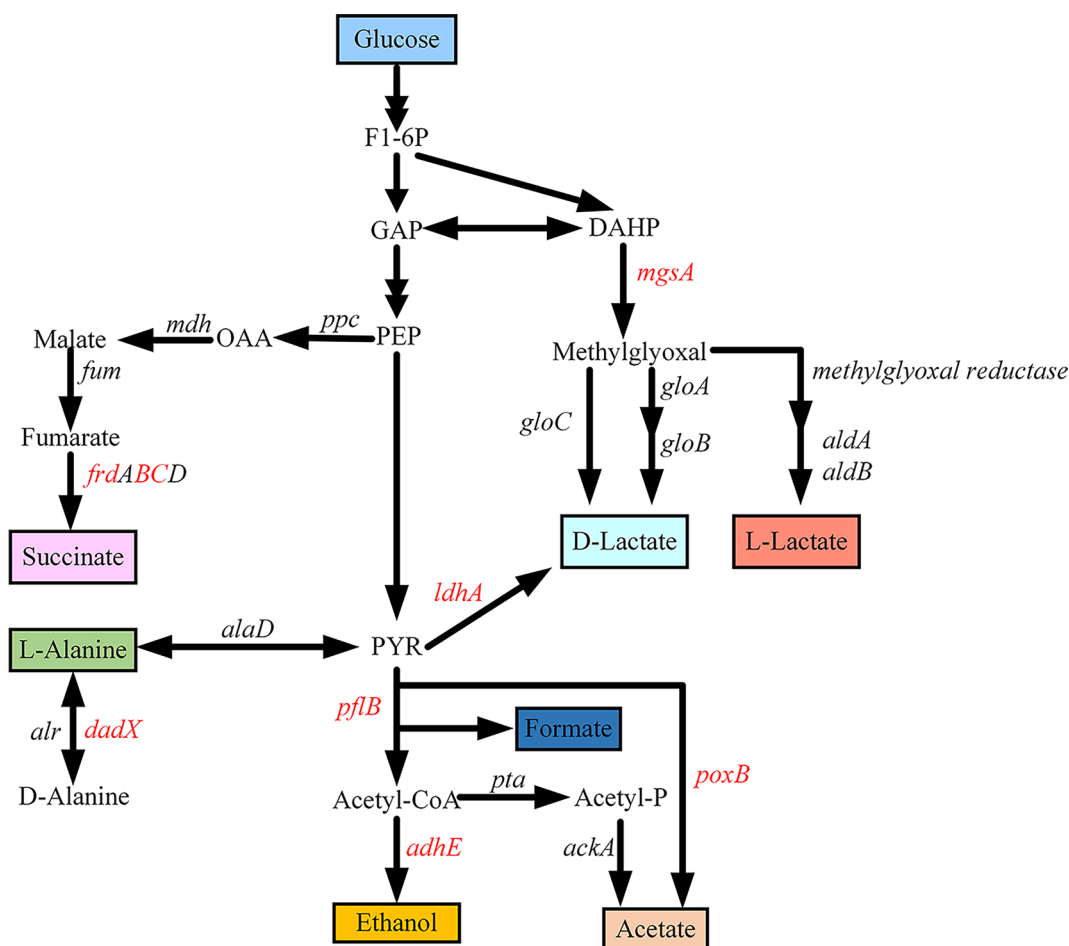 Glucose
F1-6P
GAP
DAHP
mgsA
Malate
mdh
OAA
ppc
PEP
Methylglyoxal
fum
gloA
methylglyoxal reductase
gloC
gloB
aldA
aldB
Fumarate
frdABCD
Succinate
D-Lactate
L-Lactate
ldhA
L-Alanine
alaD
PYR
alr
dadX
pflB
Formate
poxB
D-Alanine
Acetyl-CoA
pta
Acetyl-P
adhE
ackA
Ethanol
Acetate